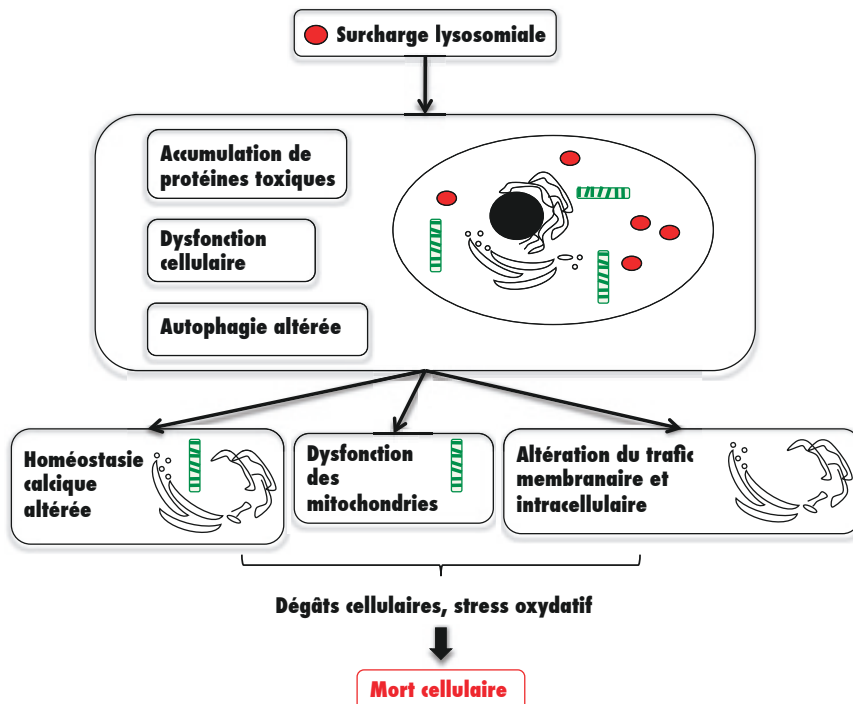 Surcharge lysosomiale
Accumulation de
protéines toxiques
Dysfonction
cellulaire
Autophagie altérée
Homéostasie
calcique
altérée
Dysfonction
des
mitochondries
Altération du trafic
membranaire et
intracellulaire
Dégâts cellulaires, stress oxydatif
Mort cellulaire